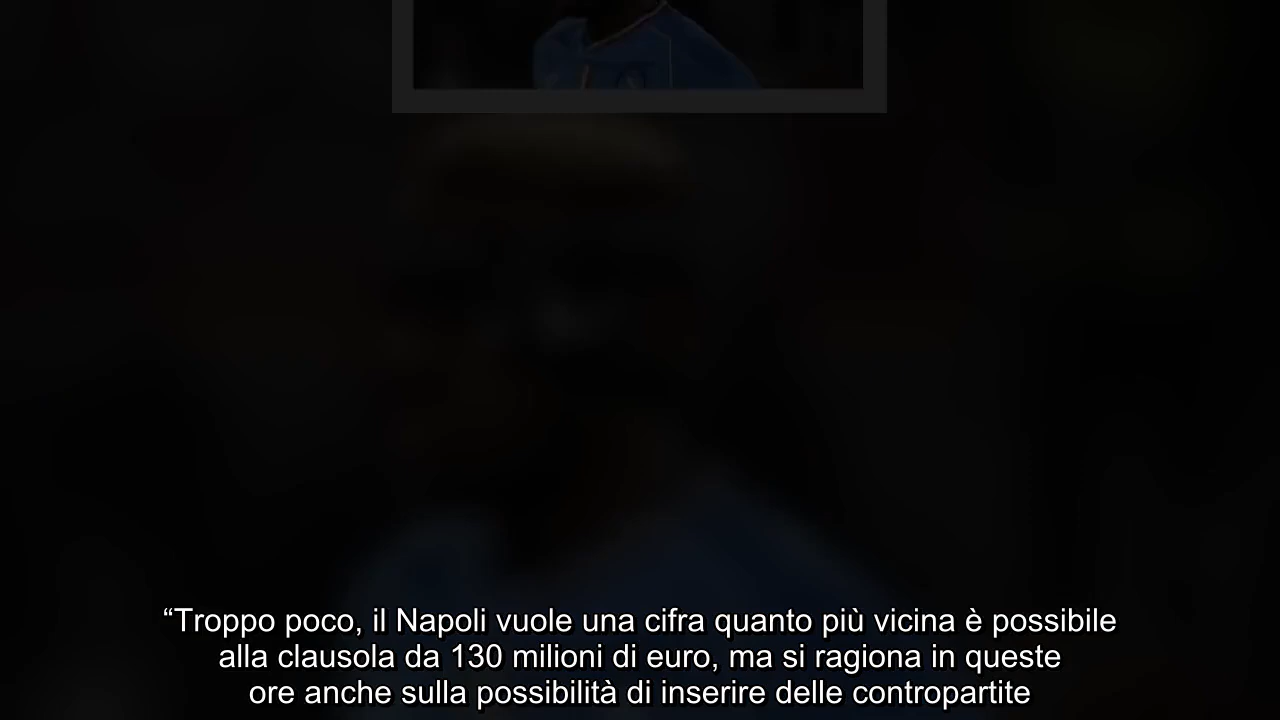 “Troppo poco, il Napoli vuole una cifra quanto più vicina è possibile
alla clausola da 130 milioni di euro, ma si ragiona in queste
ore anche sulla possibilità di inserire delle contropartite